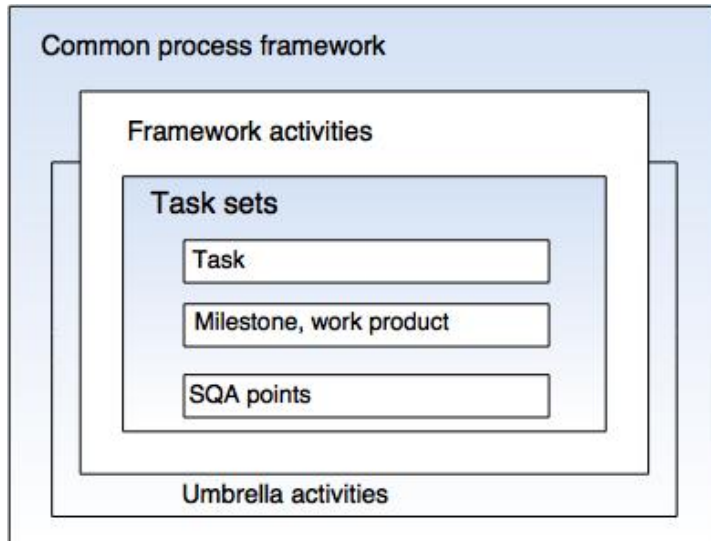 Common process framework
Framework activities
Task sets
Task
Milestone, work product
SQA points
Umbrella activities